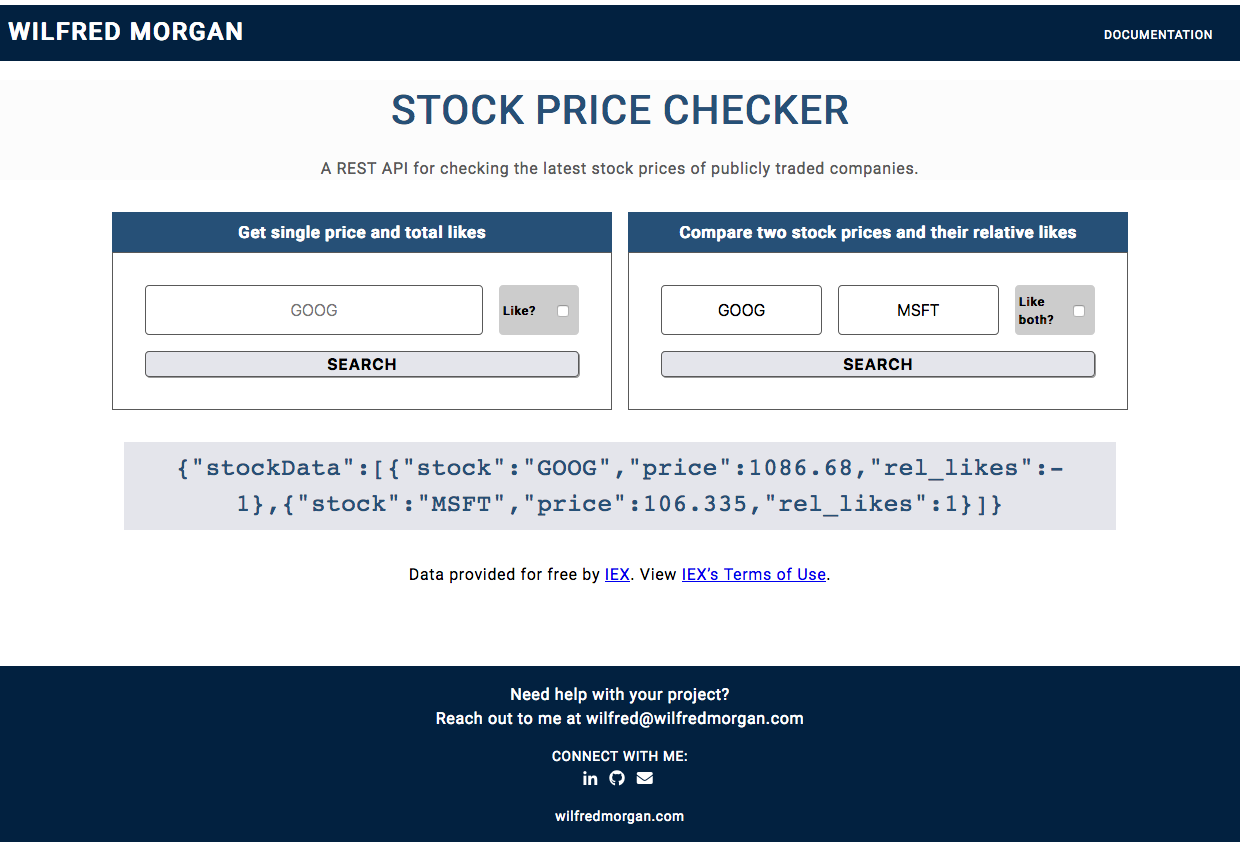 WILFRED MORGAN
DOCUMENTATION
STOCK PRICE CHECKER
A REST API for checking the latest stock prices of publicly traded companies.
Get single price and total likes
GOOG
Like?
SEARCH
Compare two stock prices and their relative likes
GOOG
MSFT
Like
both?
SEARCH
{"stockData":[{"stock":"GOOG","price":1086.68,"rel_likes":-
1},{"stock":"MSFT","price":106.335,"rel_likes":1}]}
Data provided for free by IEX. View IEX’s Terms of Use.
Need help with your project?
Reach out to me at wilfred@wilfredmorgan.com
CONNECT WITH ME:
wilfredmorgan.com